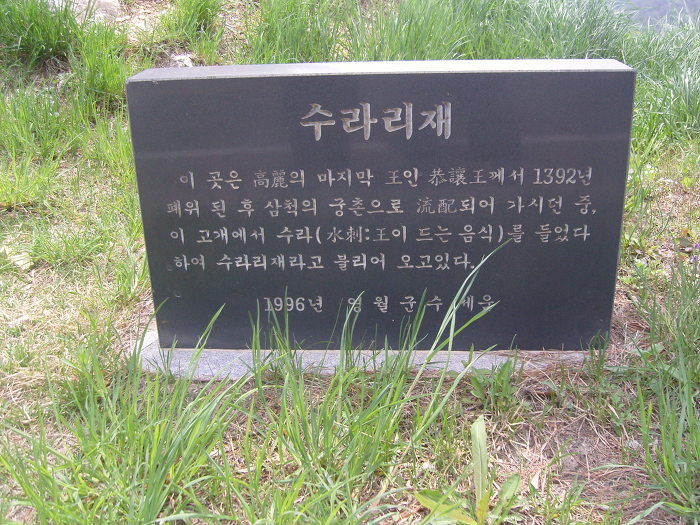 수라리재
이 곳은 高麗의 마지막 王인 恭讓王께서 1392년
폐위 된 후 삼척의 궁촌으로 流配되어 가시던 중,
이 고개에서 수라(水刺:王이 드는 음식)를 들었다
하여 수라리재라고 불리어 오고있다.
1996년 영월군수 세움